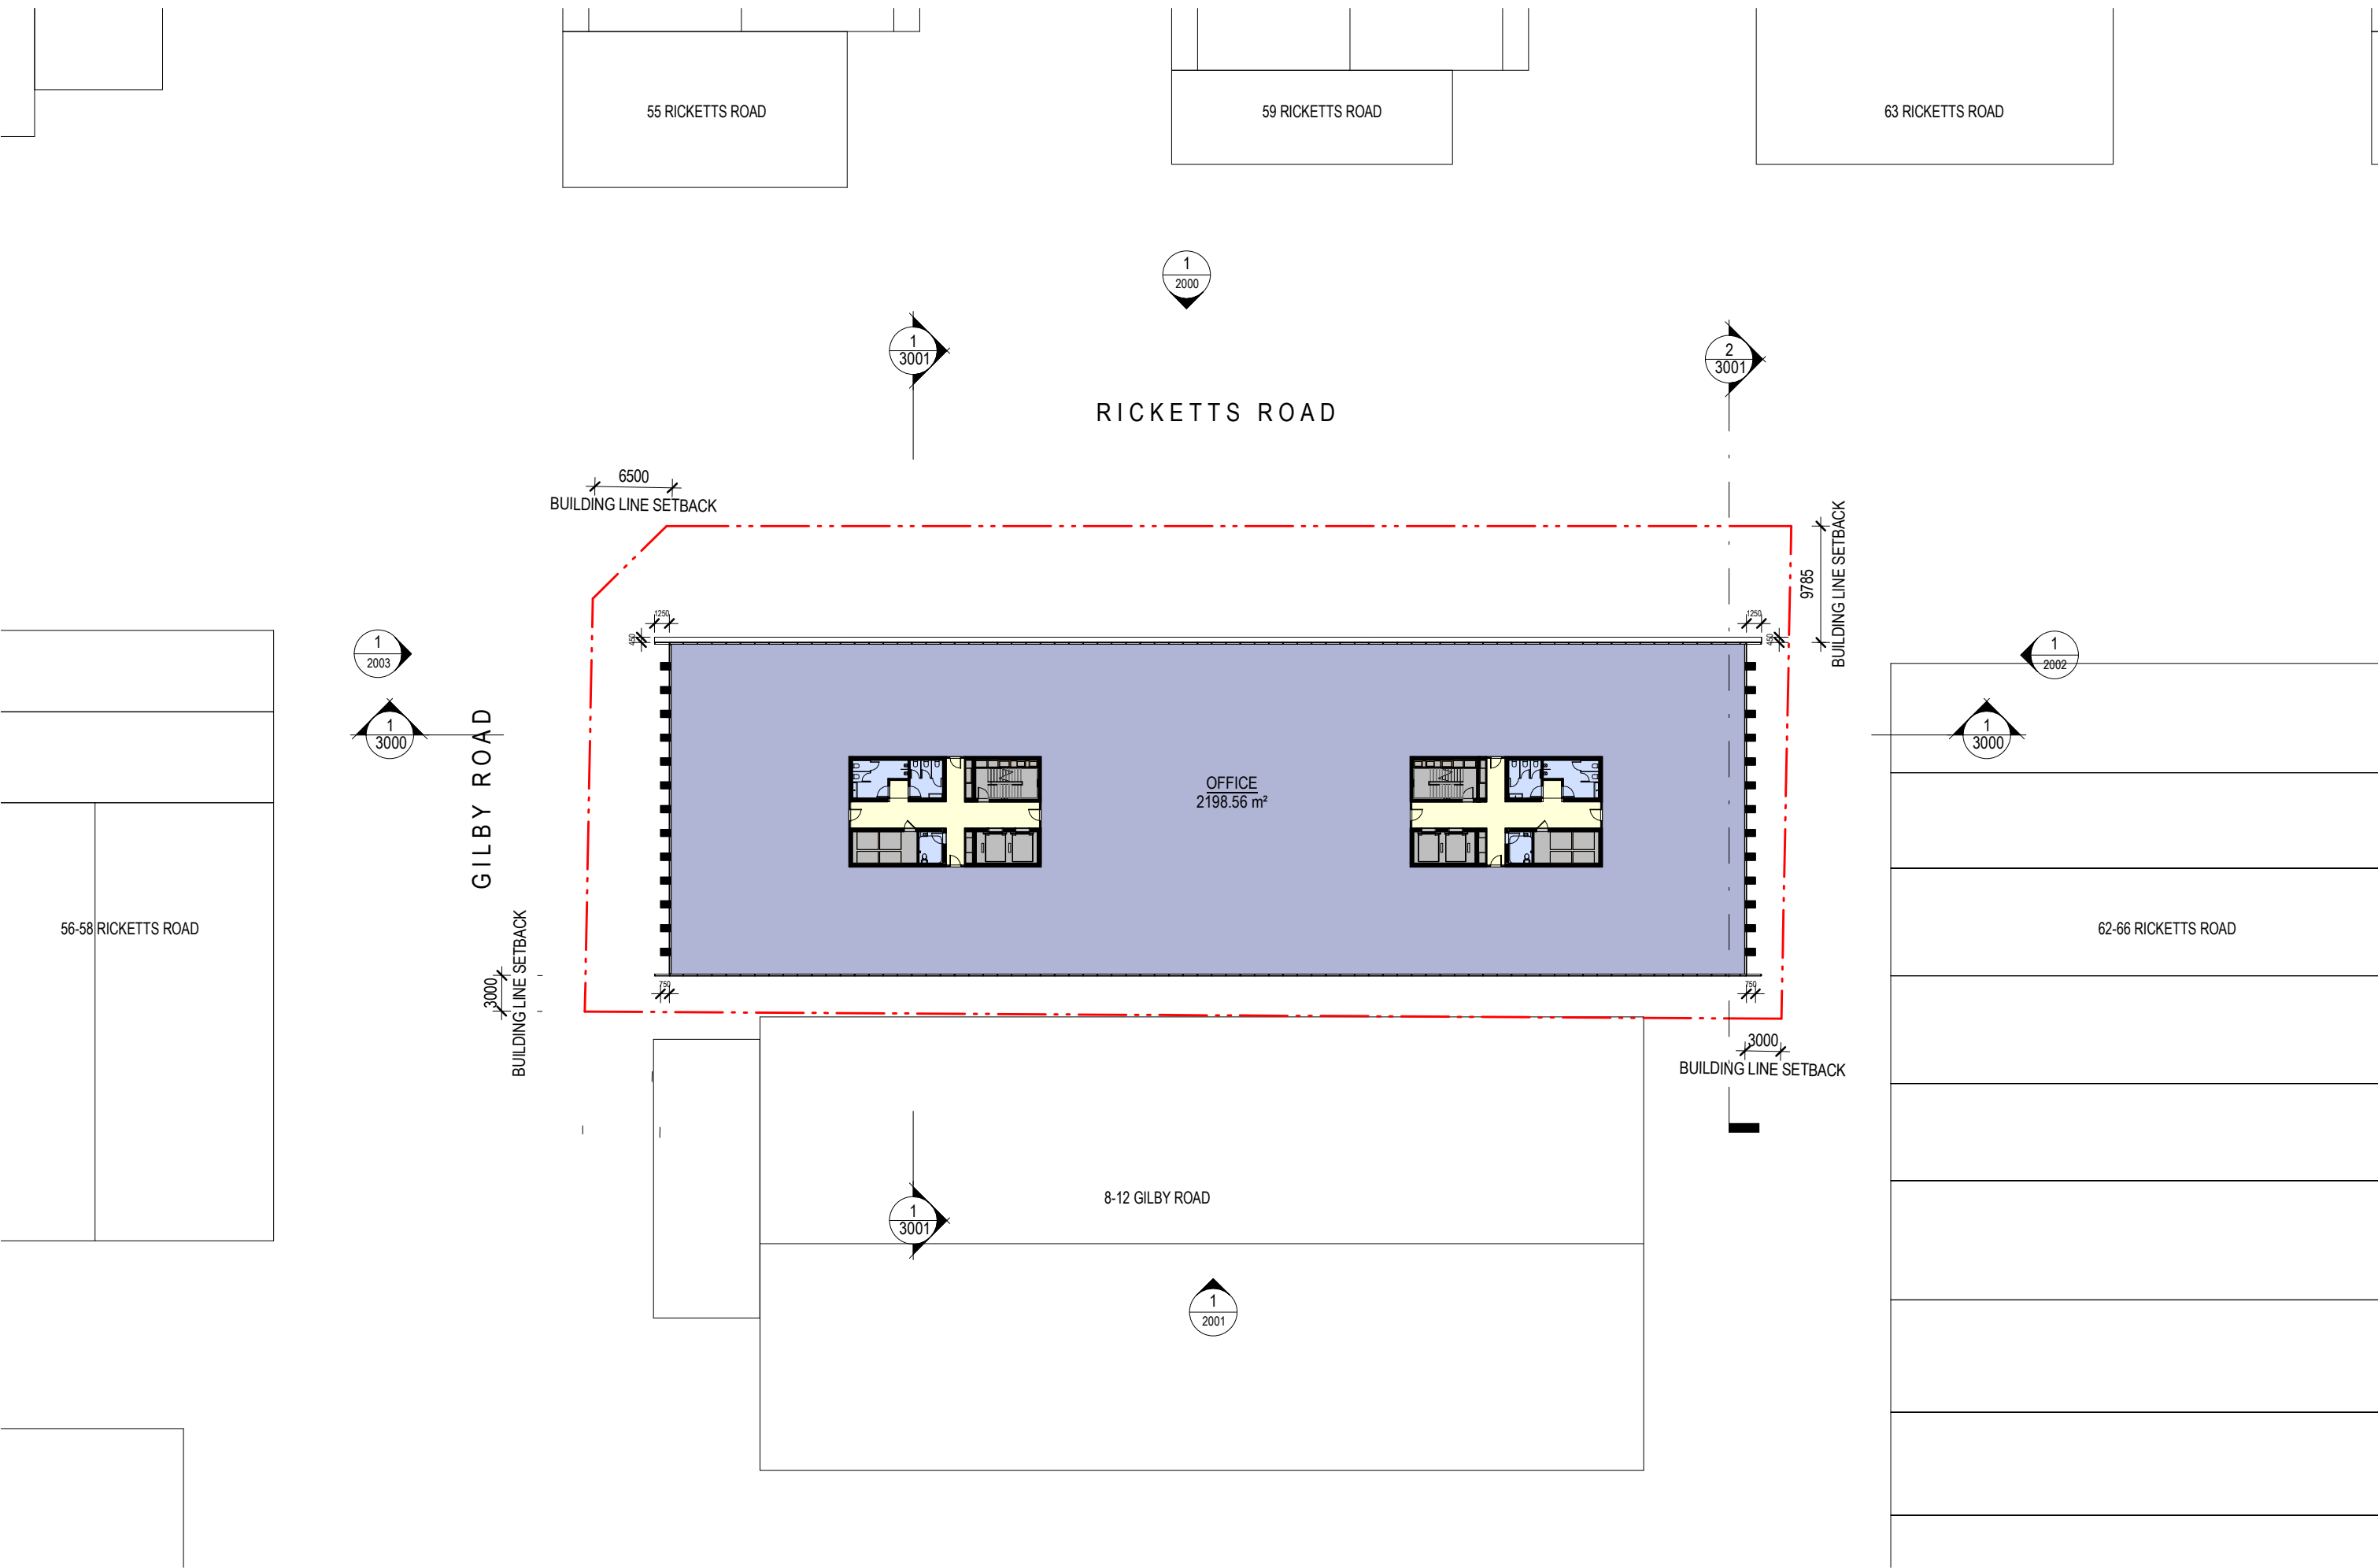 55 RICKETTS ROAD
59 RICKETTS ROAD
63 RICKETTS ROAD
1
2000
1
3001
2
3001
RICKETTS ROAD
6500
BUILDING LINE SETBACK
9785
BUILDING LINE SETBACK
1250
450
1250
450
1
2003
1
2002
1
3000
1
3000
GILBY ROAD
OFFICE
2198.56 m²
56-58 RICKETTS ROAD
62-66 RICKETTS ROAD
3000
BUILDING LINE SETBACK
750
750
3000
BUILDING LINE SETBACK
8-12 GILBY ROAD
1
3001
1
2001